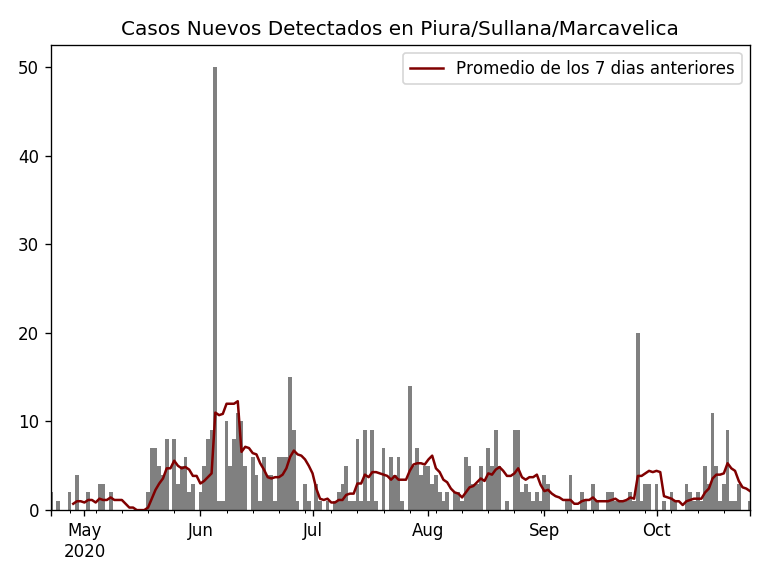 Casos Nuevos Detectados en Piura/Sullana/Marcavelica
Promedio de los 7 dias anteriores
50
40
30
20
10
0
May Jun Jul Aug Sep Oct
2020